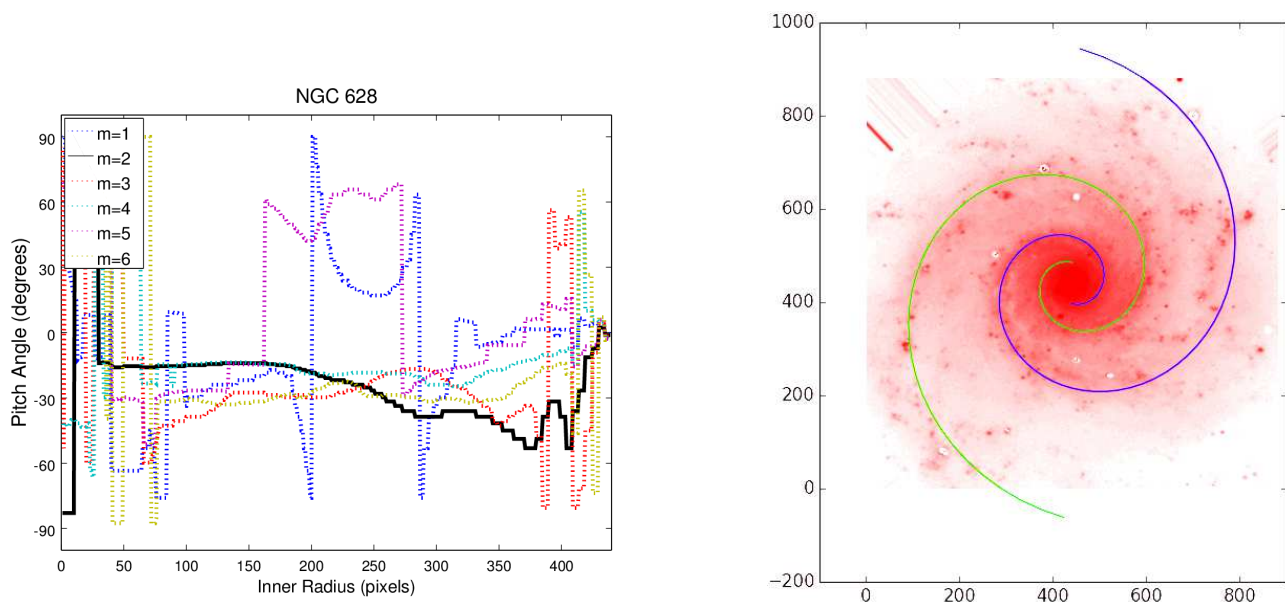 NGC 628
m=1
m=2
m=3
m=4
m=5
m=6
90
60
30
0
-30
-60
-90
Pitch Angle (degrees)
0 50 100 150 200 250 300 350 400
Inner Radius (pixels)
1000
800
600
400
200
0
−200
0 200 400 600 800